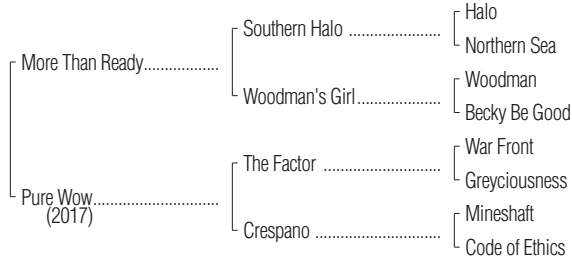 Halo
Southern Halo ..................
Northern Sea
More Than Ready..................
Woodman
Woodman's Girl..................
Becky Be Good
War Front
The Factor ..................
Greyciousness
Pure Wow..................
(2017)
Mineshaft
Crespano ..................
Code of Ethics